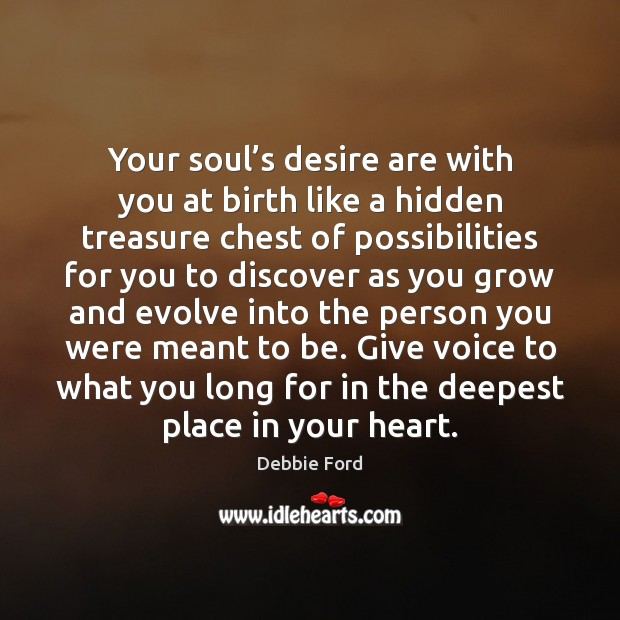 Your soul’s desire are with
you at birth like a hidden
treasure chest of possibilities
for you to discover as you grow
and evolve into the person you
were meant to be. Give voice to
what you long for in the deepest
place in your heart.
Debbie Ford
www.idlehearts.com